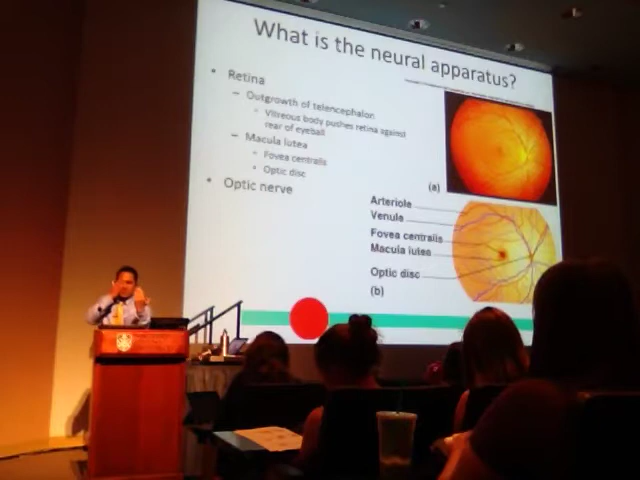 What is the neural apparatus?
• Retina
– Outgrowth of telencephalon
• Vitreous body pushes retina against
rear of eyeball
– Macula lutea
• Fovea centralis
• Optic disc
• Optic nerve
(a)
Arteriole
Venule
Fovea centralis
Macula lutea
Optic disc
(b)